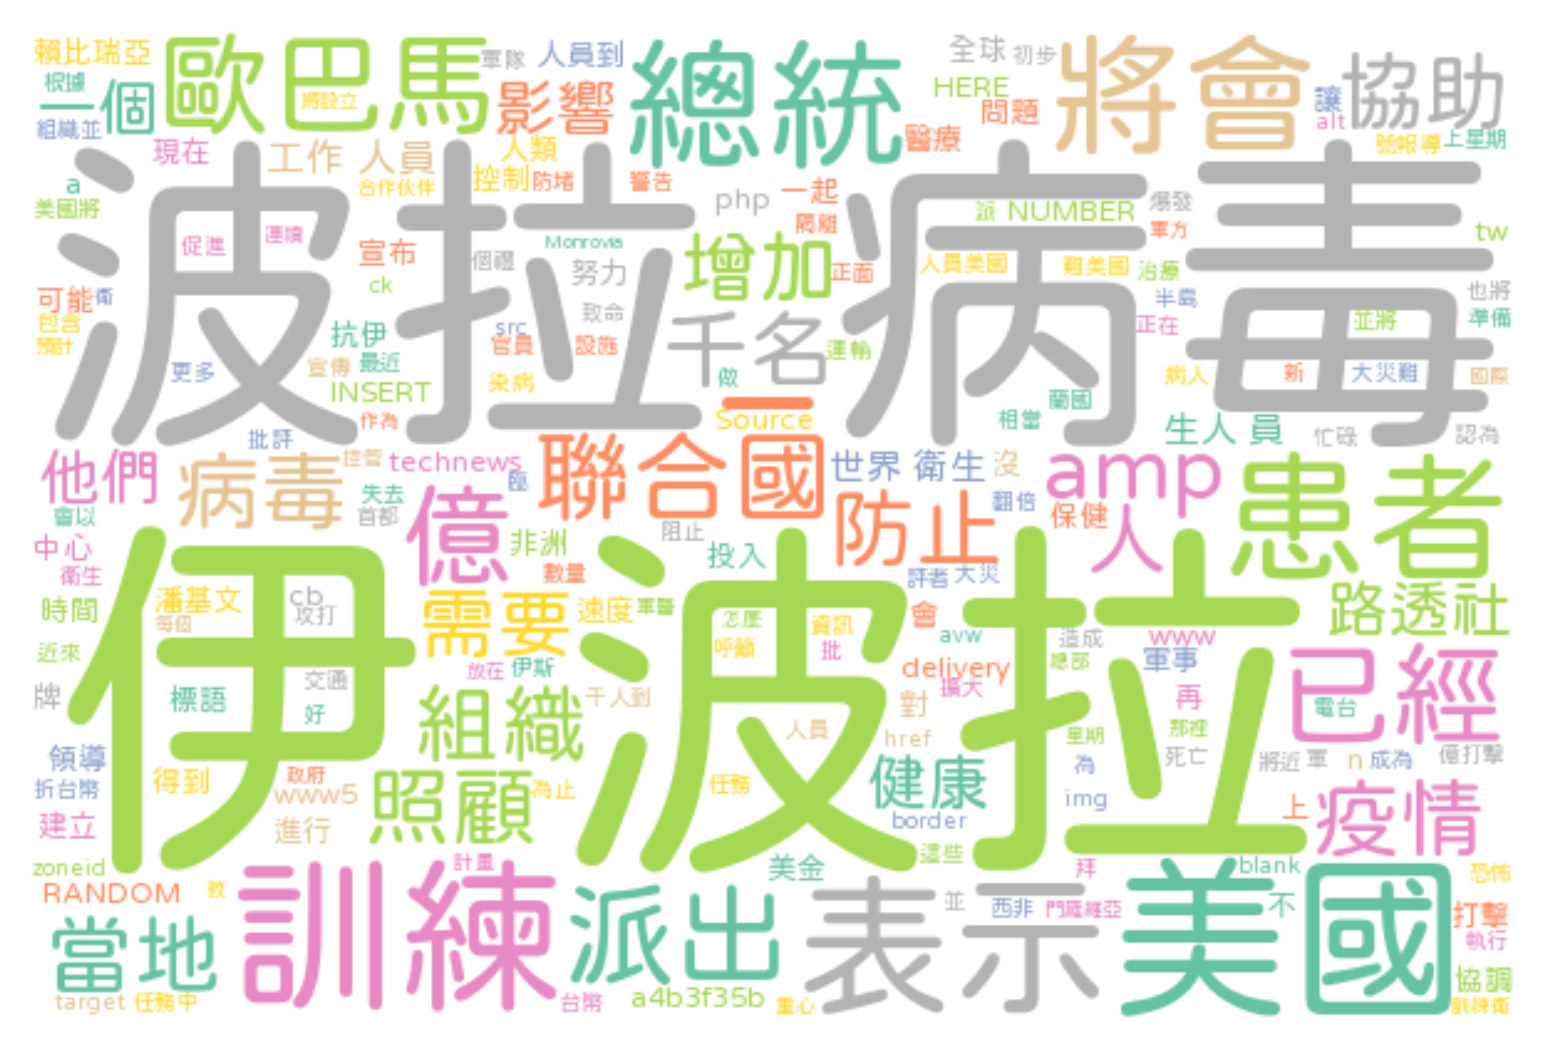 賴比瑞亞 歐巴馬 軍隊 人員到 總統 全球 初步 將會 協助
根據 一個 將設立 影響 HERE 問題 讓
組織並 醫療 alt 號報導 上星期
現在 工作 人員 人類
a 合作伙伴 控制 防堵 警告 php 一起 爆發
美國將 波拉病毒 隔離 派 NUMBER tw
促進 連續 宣布 Monrovia 增加 軍方
個禮 努力 正面 人員美國 難美國 治療
可能 衛 ck 致命 半島 也將
包含 抗伊 src 千名 正在 並將 準備
預計 宣傳 最近 官員 設施 運輸
更多 INSERT 染病 做 病人 新 大災難 國際
作為 Source 蘭國
批評 相當 生人 員 忙碌 認為
他們 病毒 控管 technews 聯合國 世界 衛生 沒 amp 患者
失去 億 翻倍
會以 首都 防止 保健 人
中心 非洲 阻止 投入
衛生 數量 評者 大災
伊波拉
時間 潘基文 cb 需要 速度 軍醫 怎麼 資訊 會 路透社
每個 攻打 avw 造成 www
近來 呼籲 批 總部 軍事 已經
放在 伊斯 delivery
牌 標語 交通 組織 千人到 對 擴大 再 電台
好 人員 href 星期 那裡
領導 死亡 將近 軍 n 成為 億打擊
折台幣 得到 政府 照顧 為止 任務 健康 為 疫情
www5 img 上
建立 進行 border
zoneid 計畫 美金 這些 拜 blank 恐怖
RANDOM 教 訓練 派出 表示 並 西非 門羅維亞 美國 不 打擊
當地 執行
a4b3f35b 協調
target 任務中 台幣 重心 訓練衛